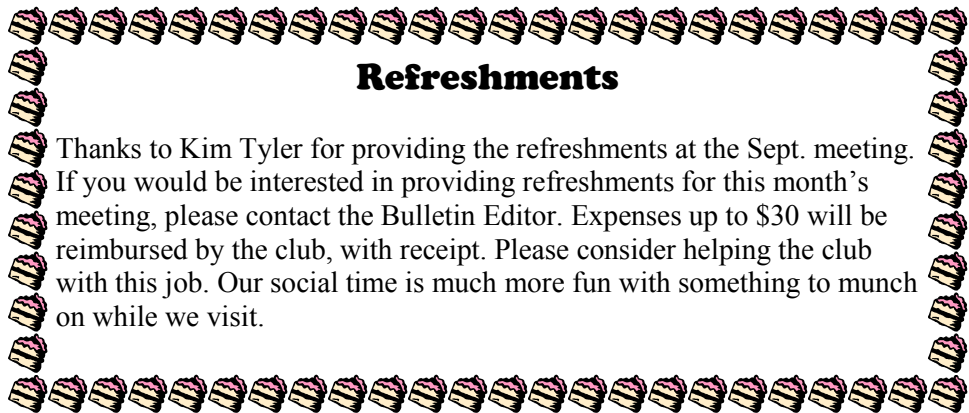 Refreshments
Thanks to Kim Tyler for providing the refreshments at the Sept. meeting.
If you would be interested in providing refreshments for this month’s
meeting, please contact the Bulletin Editor. Expenses up to $30 will be
reimbursed by the club, with receipt. Please consider helping the club
with this job. Our social time is much more fun with something to munch
on while we visit.